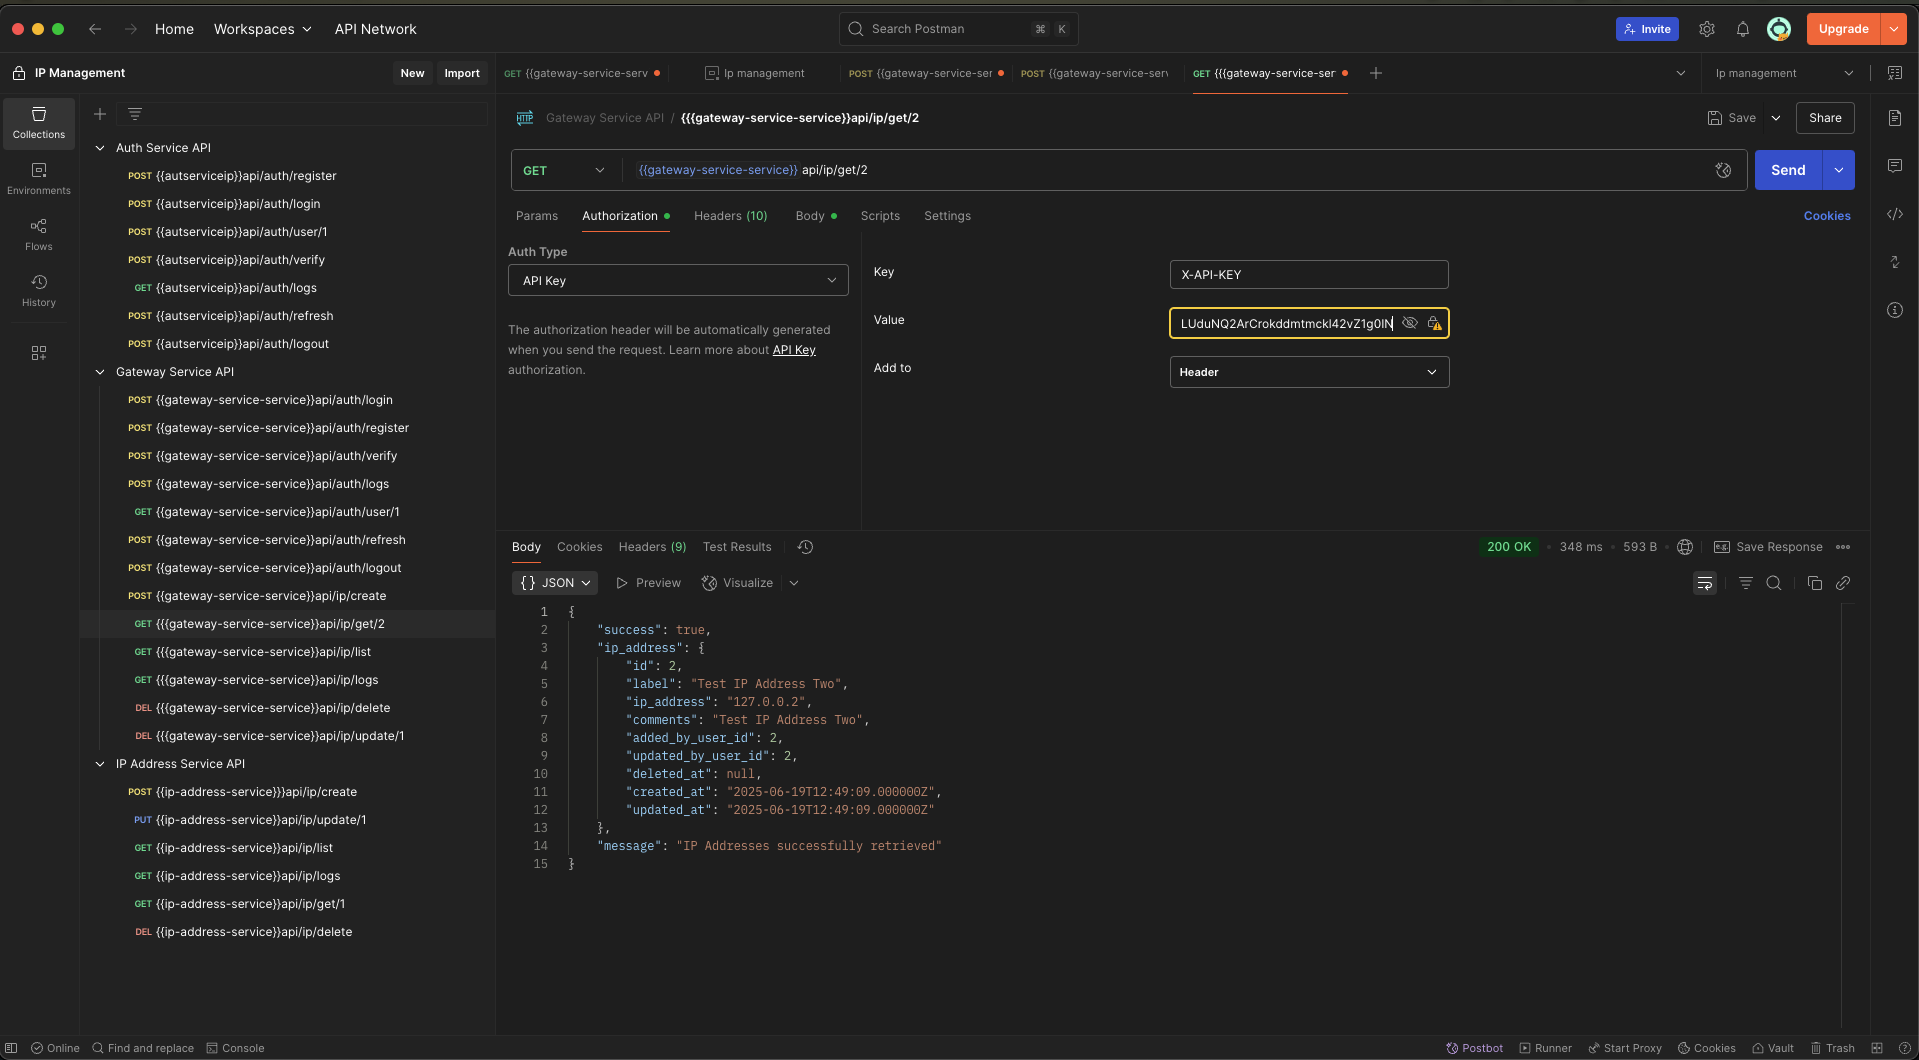 Home Workspaces API Network
Search Postman ⌘ K
Invite Upgrade
IP Management New Import
GET {{gateway-service-serv
Ip management
POST {{gateway-service-ser
POST {{gateway-service-serv
GET {{{gateway-service-ser
Ip management
Collections
Environments
Flows
History
Auth Service API
POST {{autserviceip}}api/auth/register
POST {{autserviceip}}api/auth/login
POST {{autserviceip}}api/auth/user/1
POST {{autserviceip}}api/auth/verify
GET {{autserviceip}}api/auth/logs
POST {{autserviceip}}api/auth/refresh
POST {{autserviceip}}api/auth/logout
Gateway Service API
POST {{gateway-service-service}}api/auth/login
POST {{gateway-service-service}}api/auth/register
POST {{gateway-service-service}}api/auth/verify
POST {{gateway-service-service}}api/auth/logs
GET {{gateway-service-service}}api/auth/user/1
POST {{gateway-service-service}}api/auth/refresh
POST {{gateway-service-service}}api/auth/logout
POST {{gateway-service-service}}api/ip/create
GET {{{gateway-service-service}}api/ip/get/2
GET {{{gateway-service-service}}api/ip/list
GET {{{gateway-service-service}}api/ip/logs
DEL {{{gateway-service-service}}api/ip/delete
DEL {{{gateway-service-service}}api/ip/update/1
IP Address Service API
POST {{ip-address-service}}}api/ip/create
PUT {{ip-address-service}}api/ip/update/1
GET {{ip-address-service}}api/ip/list
GET {{ip-address-service}}api/ip/logs
GET {{ip-address-service}}api/ip/get/1
DEL {{ip-address-service}}api/ip/delete
HTTP Gateway Service API / {{{gateway-service-service}}api/ip/get/2
Save Share
GET {{gateway-service-service}} api/ip/get/2
Send
Params Authorization Headers (10) Body Scripts Settings
Cookies
Auth Type
API Key
The authorization header will be automatically generated
when you send the request. Learn more about API Key
authorization.
Key X-API-KEY
Value LUduNQ2ArCrokddmtmckl42vZ1g0IN
Add to Header
Body Cookies Headers (9) Test Results
200 OK • 348 ms • 593 B
e.g. Save Response
{} JSON Preview Visualize
1 {
2 "success": true,
3 "ip_address": {
4 "id": 2,
5 "label": "Test IP Address Two",
6 "ip_address": "127.0.0.2",
7 "comments": "Test IP Address Two",
8 "added_by_user_id": 2,
9 "updated_by_user_id": 2,
10 "deleted_at": null,
11 "created_at": "2025-06-19T12:49:09.000000Z",
12 "updated_at": "2025-06-19T12:49:09.000000Z"
13 },
14 "message": "IP Addresses successfully retrieved"
15 }
Online Find and replace Console
Postbot Runner Start Proxy Cookies Vault Trash